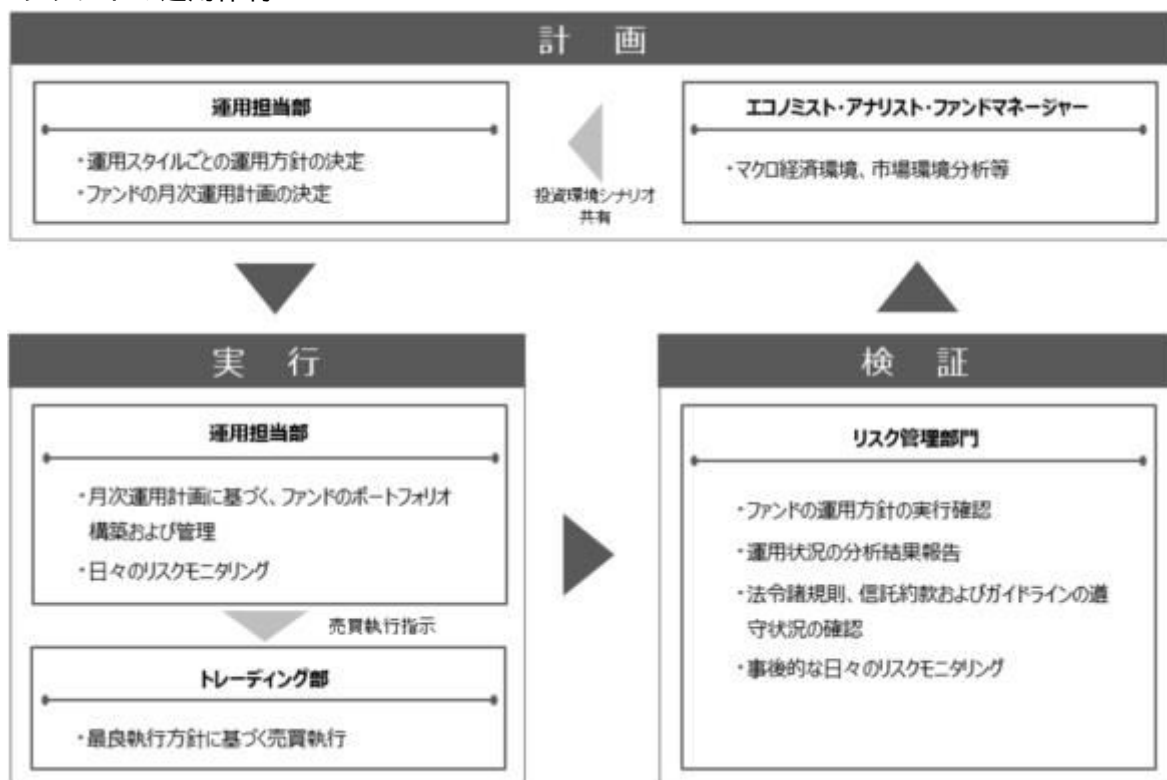 計 画
運用担当部
・運用スタイルごとの運用方針の決定
・ファンドの月次運用計画の決定
投資環境シナリオ
共有
エコノミスト・アナリスト・ファンドマネージャー
・マクロ経済環境、市場環境分析等
実 行
運用担当部
・月次運用計画に基づく、ファンドのポートフォリオ
構築および管理
・日々のリスクモニタリング
売買執行指示
トレーディング部
・最良執行方針に基づく売買執行
検 証
リスク管理部門
・ファンドの運用方針の実行確認
・運用状況の分析結果報告
・法令諸規則、信託約款およびガイドラインの遵
守状況の確認
・事後的な日々のリスクモニタリング